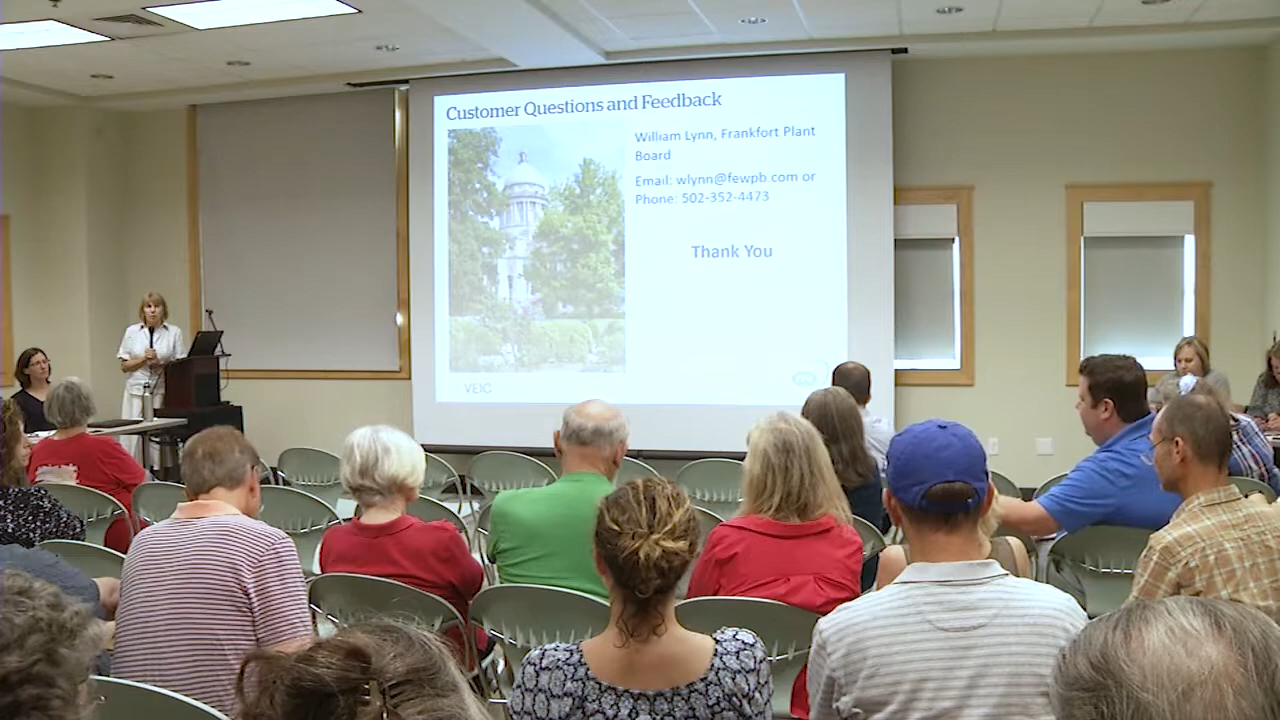 Customer Questions and Feedback
William Lynn, Frankfort Plant
Board
Email: wlynn@fewpb.com or
Phone: 502-352-4473
Thank You
VEIC